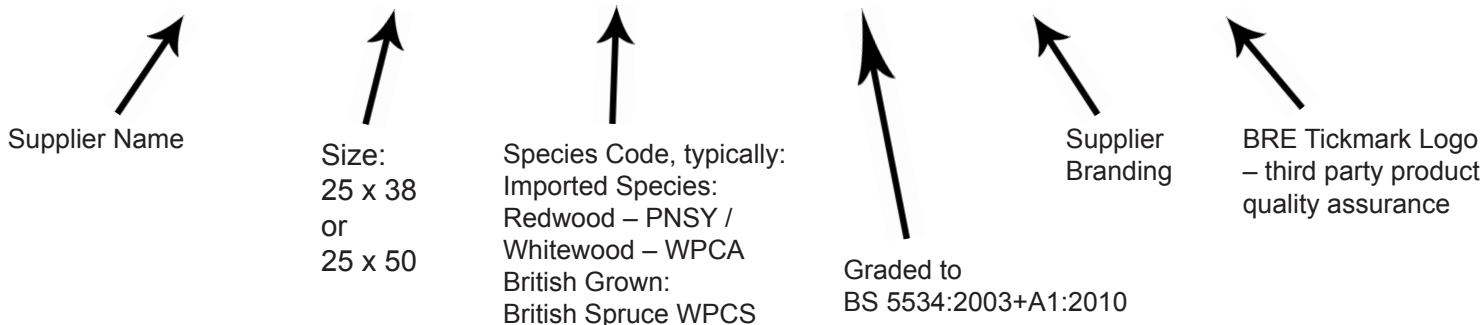 Supplier Name
Size:
25 x 38
or
25 x 50
Species Code, typically:
Imported Species:
Redwood – PNSY /
Whitewood – WPCA
British Grown:
British Spruce WPCS
Graded to
BS 5534:2003+A1:2010
Supplier
Branding
BRE Tickmark Logo
– third party product
quality assurance